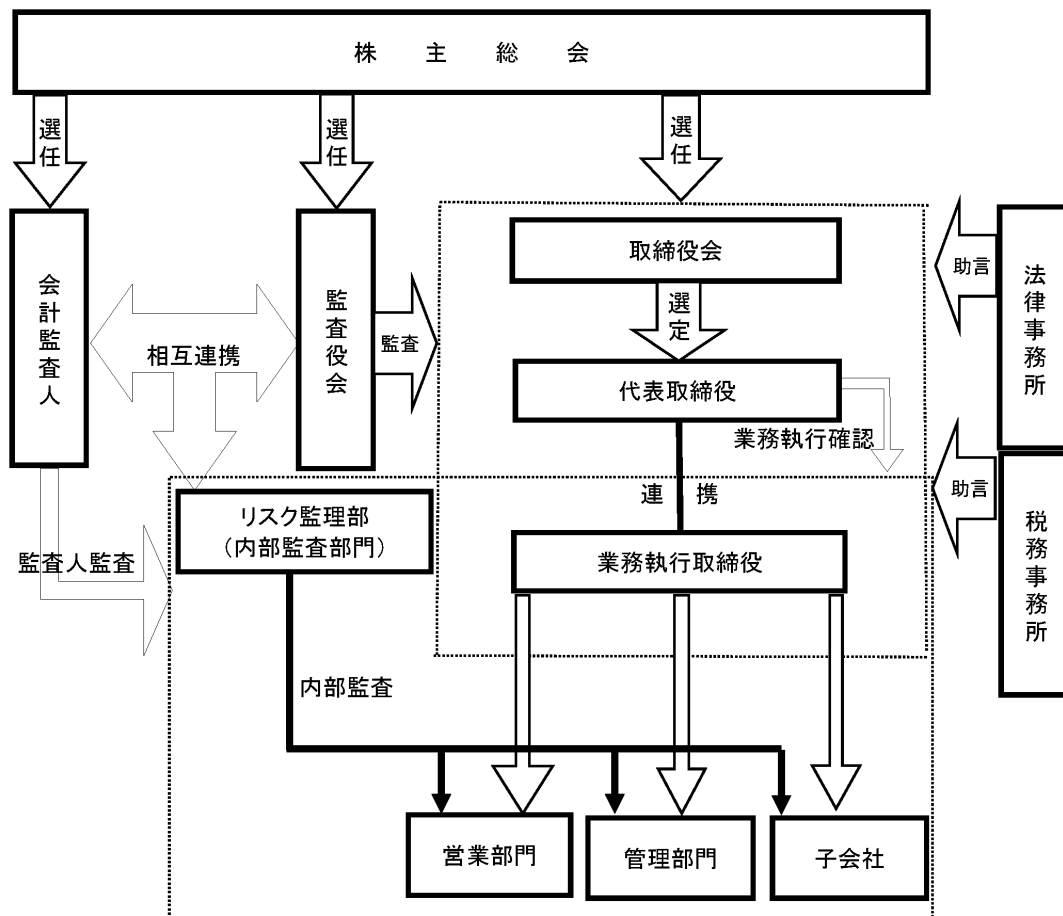 株主総会
選任
選任
選任
会計監査人
監査役会
取締役会
法律事務所
助言
選定
監査
相互連携
代表取締役
業務執行確認
助言
税務事務所
連携
リスク監理部
（内部監査部門）
業務執行取締役
監査人監査
内部監査
営業部門
管理部門
子会社